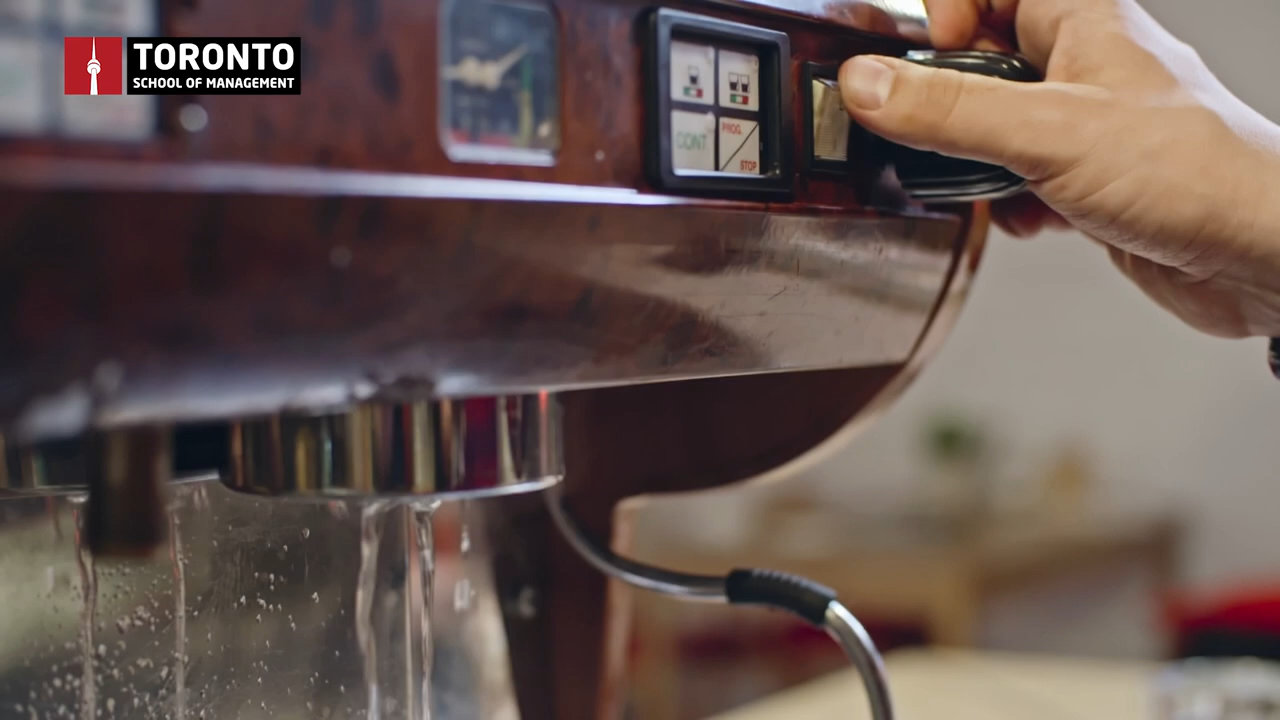 TORONTO
SCHOOL OF MANAGEMENT
CONT
PROG.
STOP